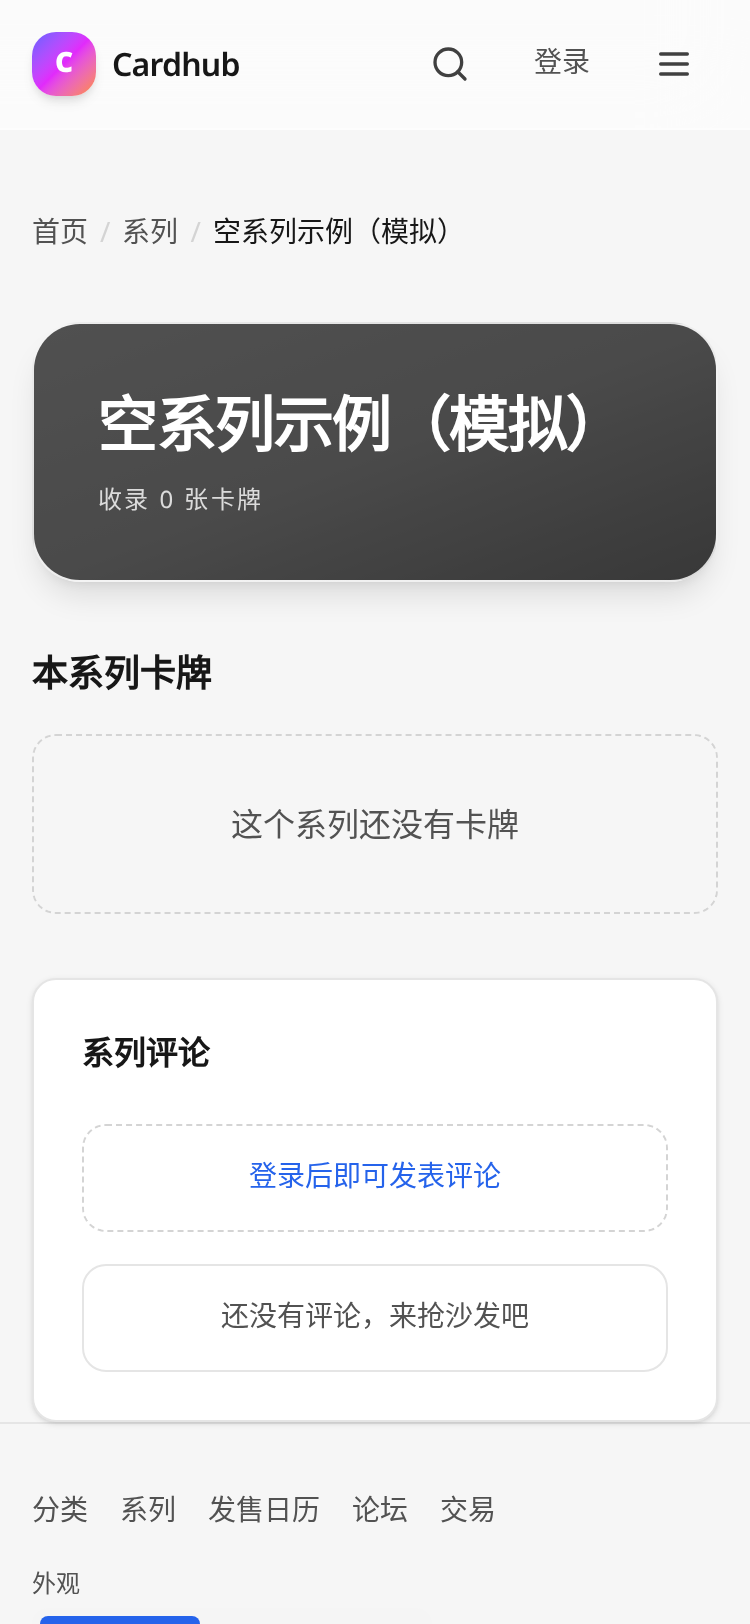 C Cardhub 登录
首页 / 系列 / 空系列示例（模拟）
空系列示例（模拟）
收录 0 张卡牌
本系列卡牌
这个系列还没有卡牌
系列评论
登录后即可发表评论
还没有评论，来抢沙发吧
分类 系列 发售日历 论坛 交易
外观